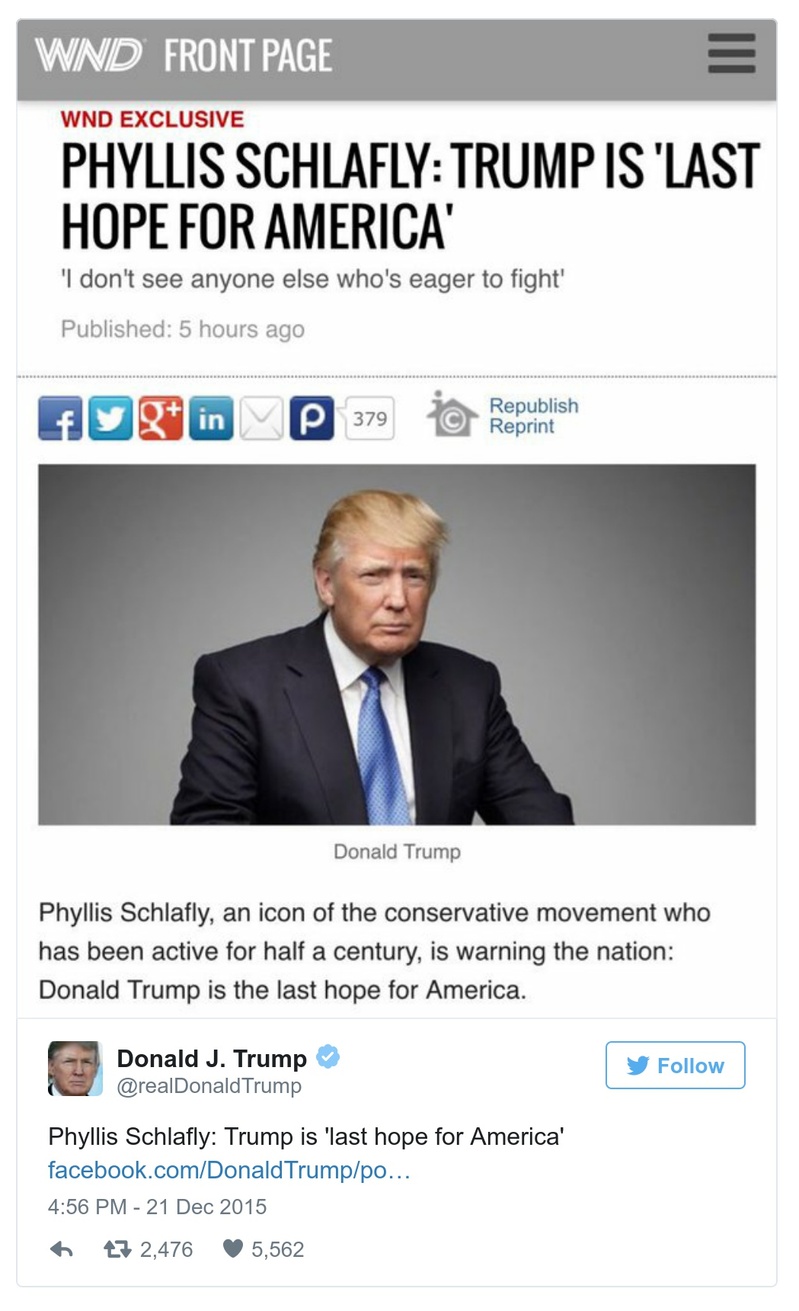 WND FRONT PAGE
WND EXCLUSIVE
PHYLLIS SCHLAFLY: TRUMP IS 'LAST
HOPE FOR AMERICA'
'I don't see anyone else who's eager to fight'
Published: 5 hours ago
f g+ in P 379
Republish
Reprint
Donald Trump
Phyllis Schlafly, an icon of the conservative movement who
has been active for half a century, is warning the nation:
Donald Trump is the last hope for America.
Donald J. Trump
@realDonaldTrump
Follow
Phyllis Schlafly: Trump is 'last hope for America'
facebook.com/DonaldTrump/po…
4:56 PM - 21 Dec 2015
2,476 5,562